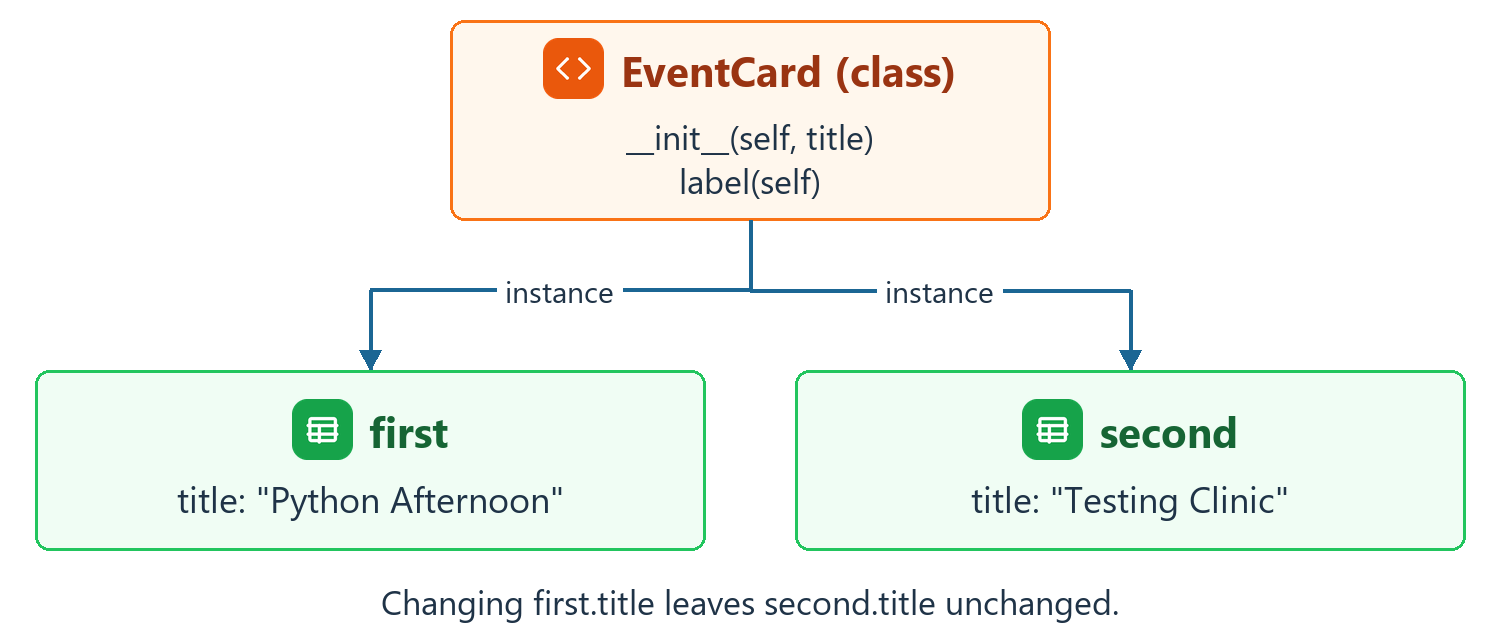 EventCard (class)
__init__(self, title)
label(self)
instance
instance
first
title: "Python Afternoon"
second
title: "Testing Clinic"
Changing first.title leaves second.title unchanged.